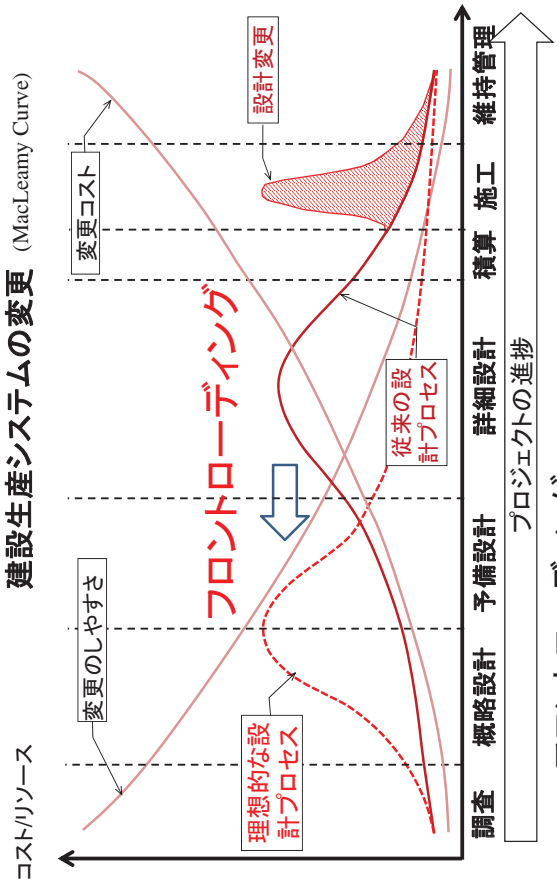 建設生産システムの変更 (MacLeamy Curve)
コスト/リソース
変更のしやすさ
変更コスト
フロントローディング
設計変更
理想的な設
計プロセス
従来の設
計プロセス
調査 概略設計 予備設計 詳細設計 積算 施工 維持管理
プロジェクトの進捗